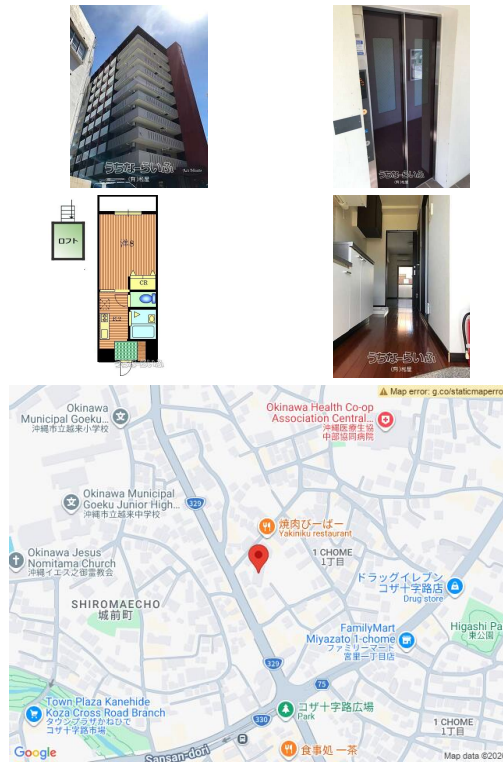 うちなーらいふ
(有)松屋
うちなーらいふ
(有)松屋
ロフト
洋8
CB
K2
うちなーらいふ
うちなーらいふ
(有)松屋
Map error: g.co/staticmaperro
Okinawa
Municipal Goeku...
沖縄市立越来小学校
Okinawa Health Co-op
Association Central...
沖縄医療生協
中部協同病院
329
Okinawa Municipal
Goeku Junior High...
沖縄市立越来中学校
焼肉びーばー
Yakiniku restaurant
1 CHOME
1丁目
Okinawa Jesus
Nomitama Church
沖縄イエス之御霊教会
ドラッグイレブン
コザ十字路店
Drug store
SHIROMAECHO
城前町
FamilyMart
Miyazato 1-chome
ファミリーマート
宮里一丁目店
Higashi Pa
東公園
329
75
Town Plaza Kanehide
Koza Cross Road Branch
タウンプラザかねひで
コザ十字路市場
コザ十字路広場
Park
330
1 CHOME
1丁目
Sansan-dori
食事処 一茶
Google
Map data ©202